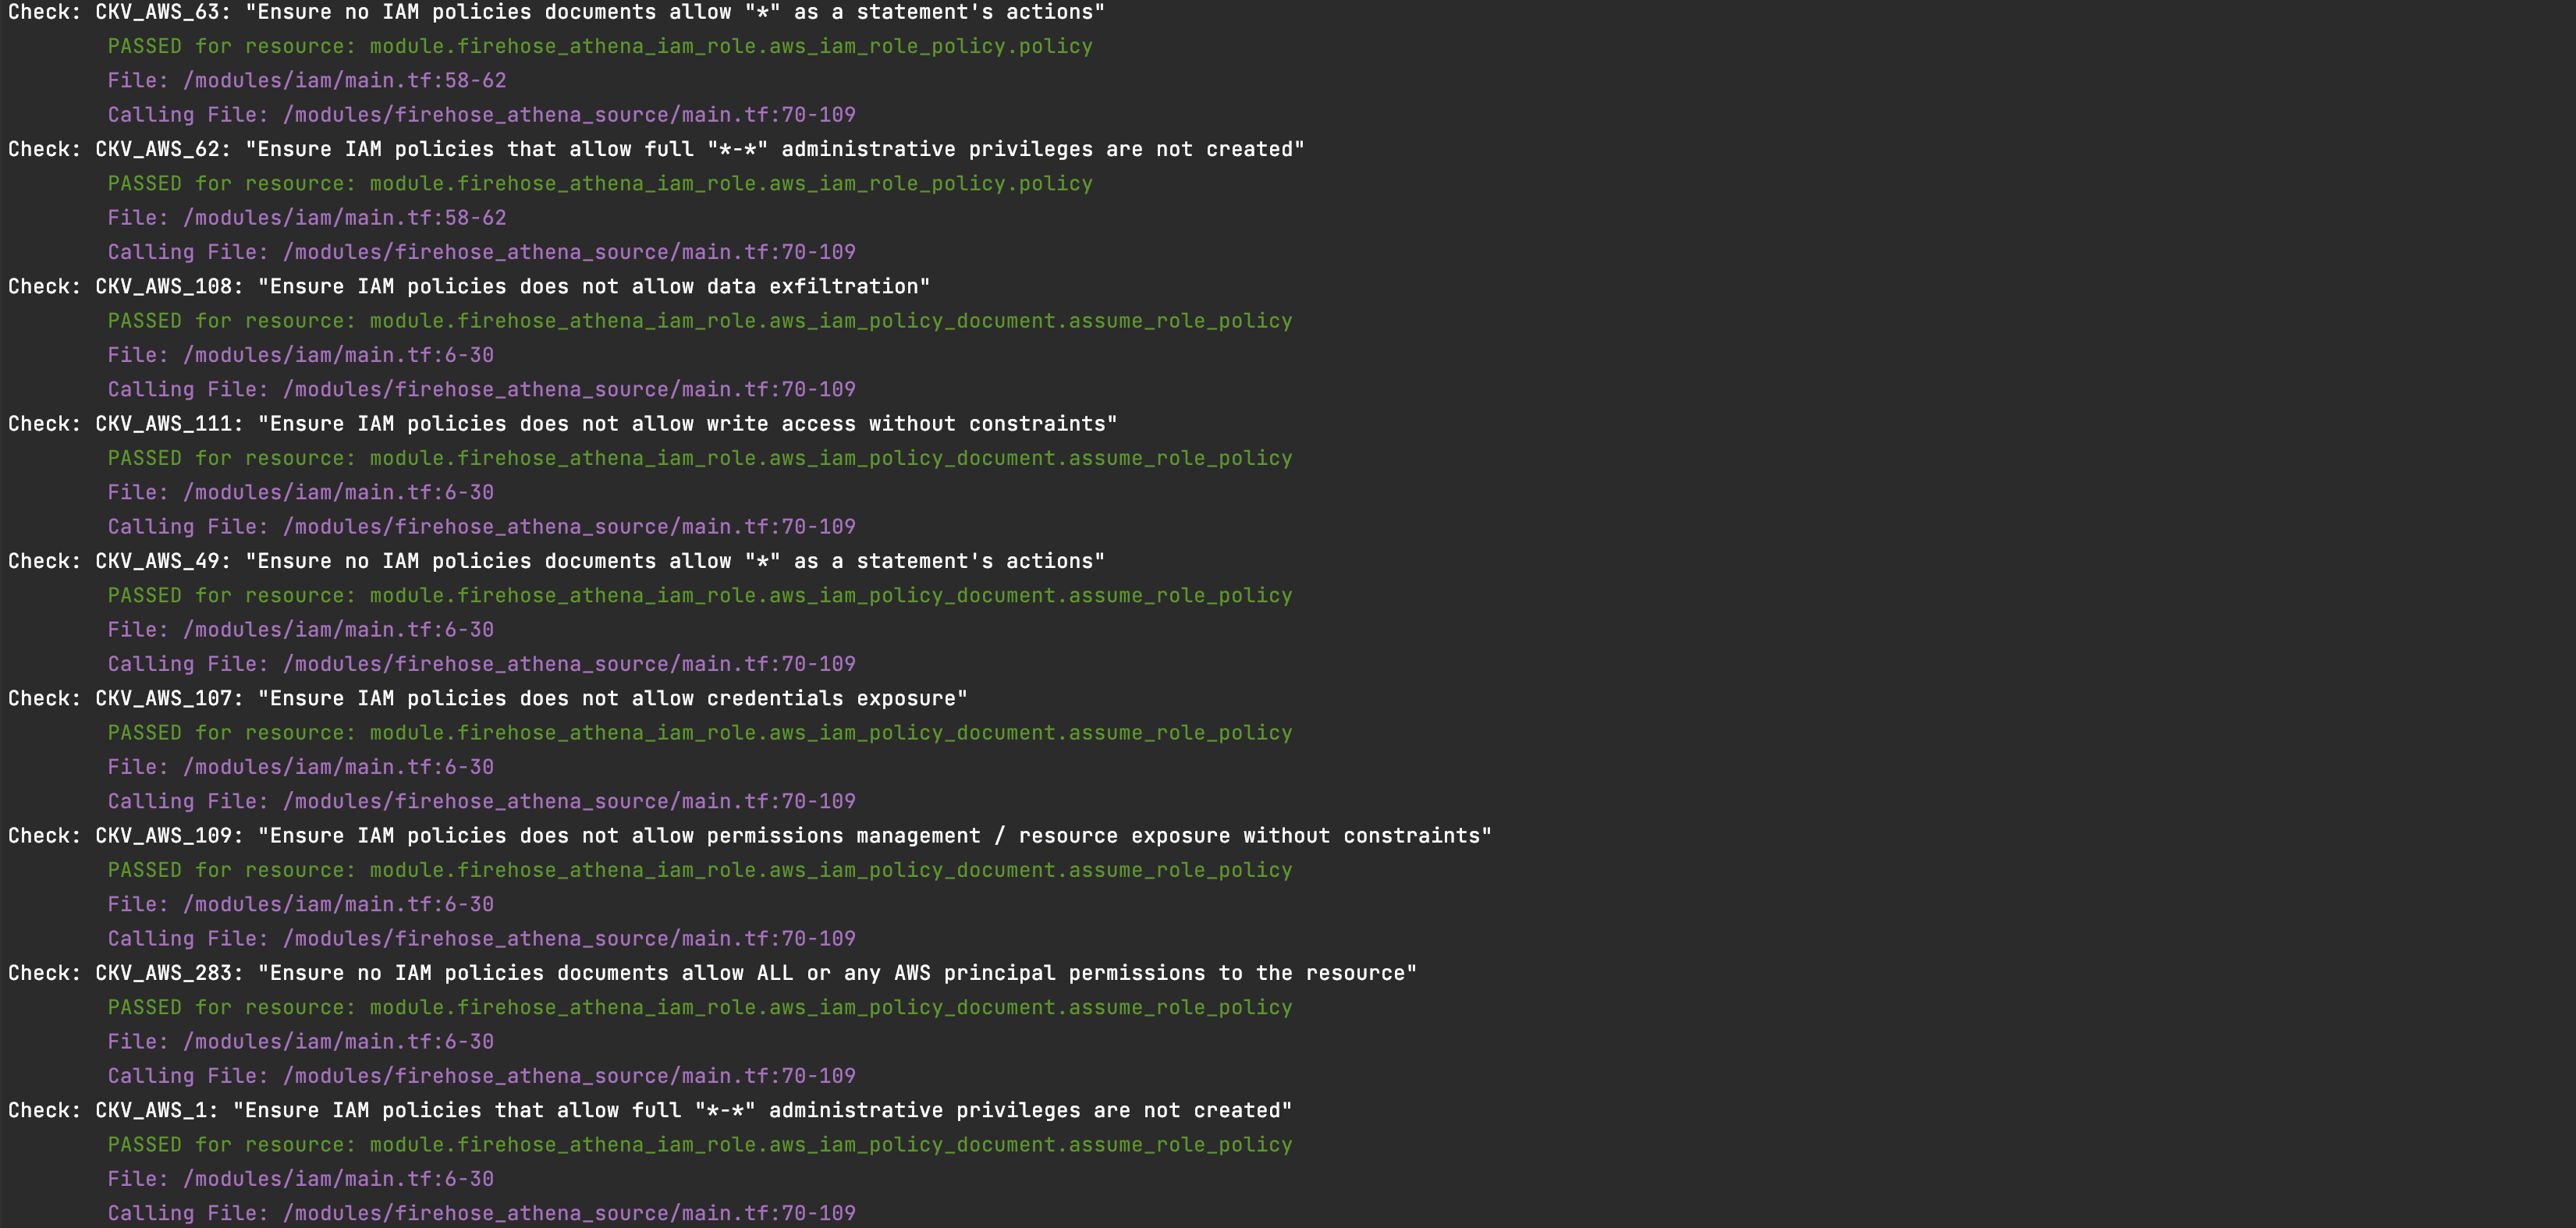 Check: CKV_AWS_63: "Ensure no IAM policies documents allow "*" as a statement's actions"
PASSED for resource: module.firehose_athena_iam_role.aws_iam_role_policy.policy
File: /modules/iam/main.tf:58-62
Calling File: /modules/firehose_athena_source/main.tf:70-109
Check: CKV_AWS_62: "Ensure IAM policies that allow full "*-*" administrative privileges are not created"
PASSED for resource: module.firehose_athena_iam_role.aws_iam_role_policy.policy
File: /modules/iam/main.tf:58-62
Calling File: /modules/firehose_athena_source/main.tf:70-109
Check: CKV_AWS_108: "Ensure IAM policies does not allow data exfiltration"
PASSED for resource: module.firehose_athena_iam_role.aws_iam_policy_document.assume_role_policy
File: /modules/iam/main.tf:6-30
Calling File: /modules/firehose_athena_source/main.tf:70-109
Check: CKV_AWS_111: "Ensure IAM policies does not allow write access without constraints"
PASSED for resource: module.firehose_athena_iam_role.aws_iam_policy_document.assume_role_policy
File: /modules/iam/main.tf:6-30
Calling File: /modules/firehose_athena_source/main.tf:70-109
Check: CKV_AWS_49: "Ensure no IAM policies documents allow "*" as a statement's actions"
PASSED for resource: module.firehose_athena_iam_role.aws_iam_policy_document.assume_role_policy
File: /modules/iam/main.tf:6-30
Calling File: /modules/firehose_athena_source/main.tf:70-109
Check: CKV_AWS_107: "Ensure IAM policies does not allow credentials exposure"
PASSED for resource: module.firehose_athena_iam_role.aws_iam_policy_document.assume_role_policy
File: /modules/iam/main.tf:6-30
Calling File: /modules/firehose_athena_source/main.tf:70-109
Check: CKV_AWS_109: "Ensure IAM policies does not allow permissions management / resource exposure without constraints"
PASSED for resource: module.firehose_athena_iam_role.aws_iam_policy_document.assume_role_policy
File: /modules/iam/main.tf:6-30
Calling File: /modules/firehose_athena_source/main.tf:70-109
Check: CKV_AWS_283: "Ensure no IAM policies documents allow ALL or any AWS principal permissions to the resource"
PASSED for resource: module.firehose_athena_iam_role.aws_iam_policy_document.assume_role_policy
File: /modules/iam/main.tf:6-30
Calling File: /modules/firehose_athena_source/main.tf:70-109
Check: CKV_AWS_1: "Ensure IAM policies that allow full "*-*" administrative privileges are not created"
PASSED for resource: module.firehose_athena_iam_role.aws_iam_policy_document.assume_role_policy
File: /modules/iam/main.tf:6-30
Calling File: /modules/firehose_athena_source/main.tf:70-109